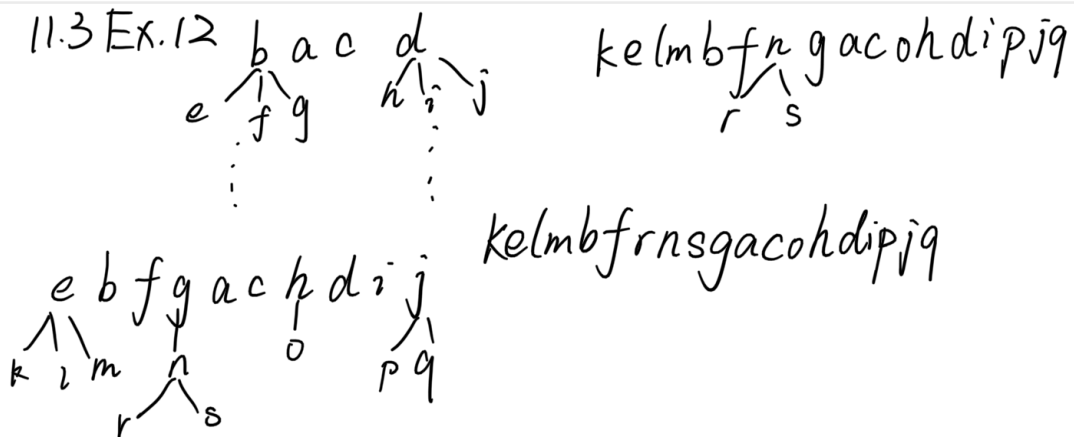 11.3 Ex.12
b a c d
e f g h i j
kelmbfngacohdipjq
r s
kelmbfrnsgacohdipjq
e b f g a c h d i j
k l m n o p q
r s